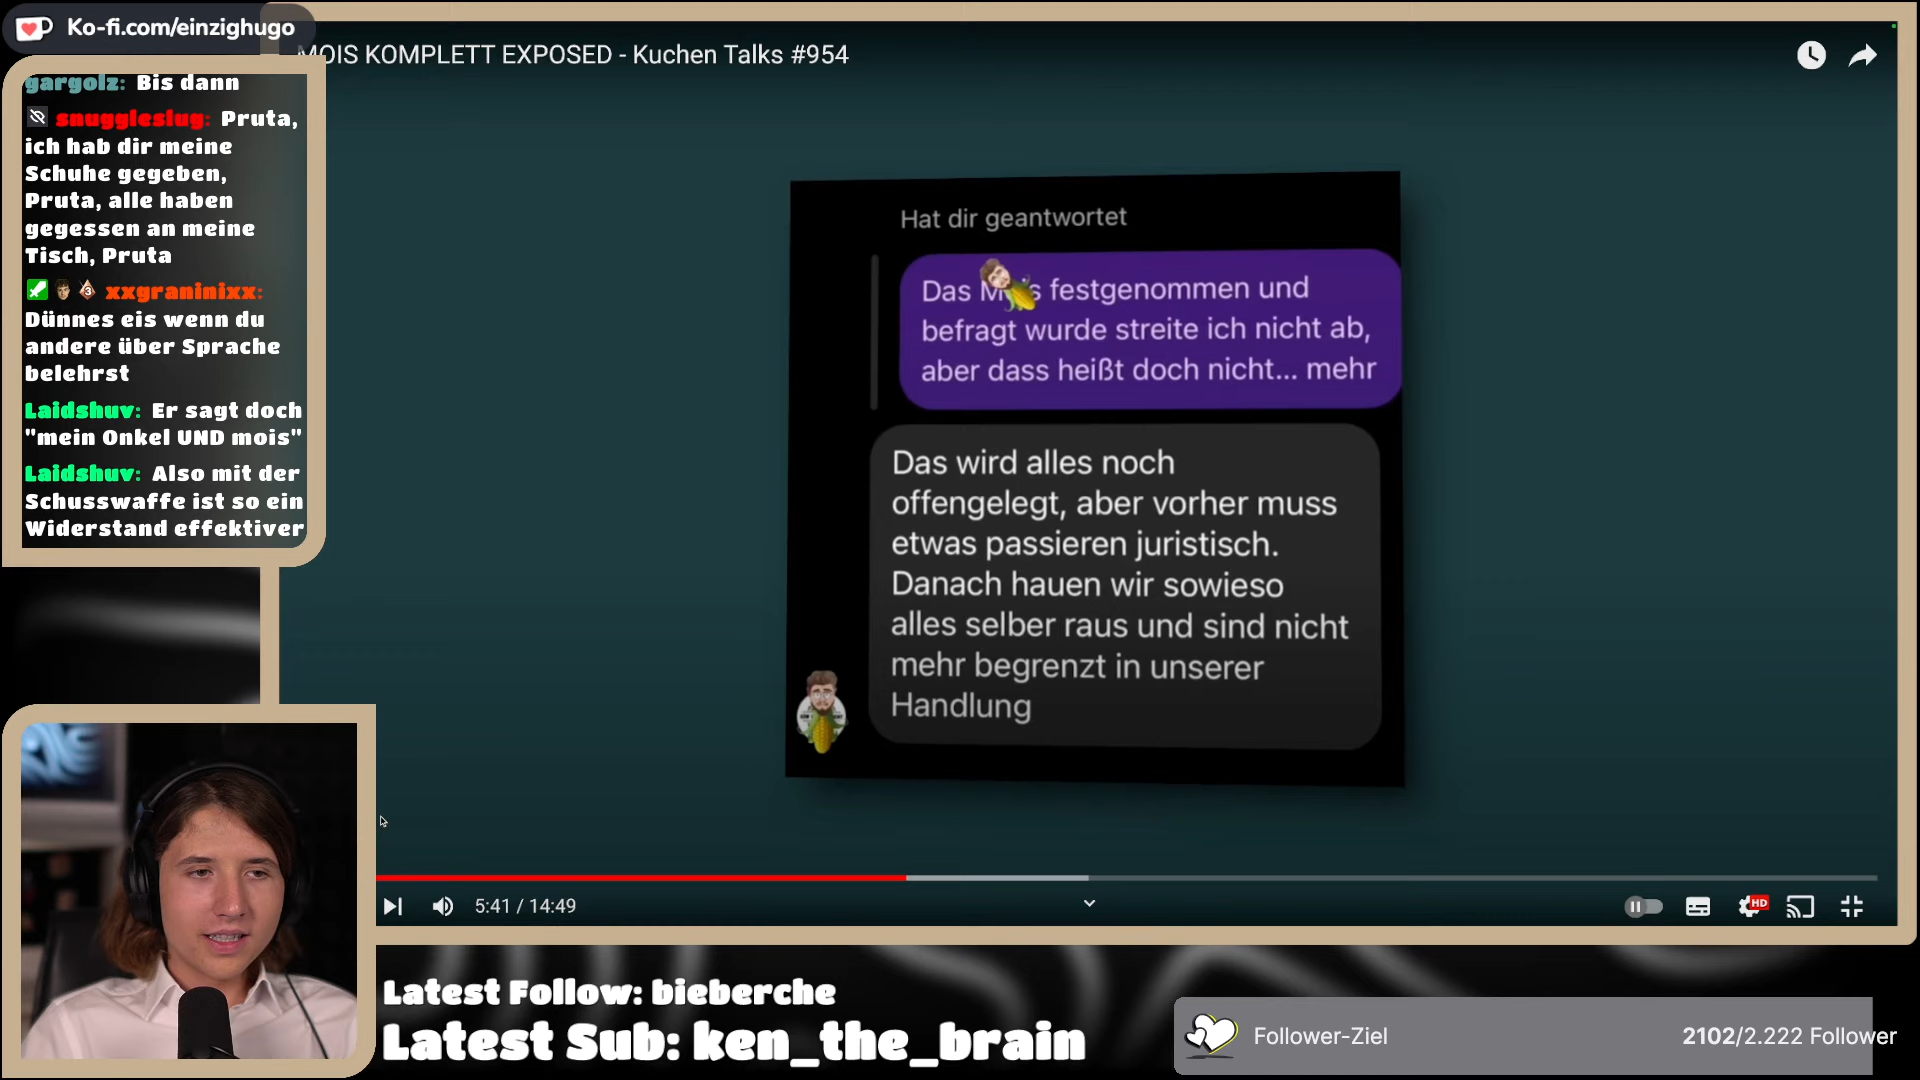 Ko-fi.com/einzighugo
MOIS KOMPLETT EXPOSED - Kuchen Talks #954
gargolz: Bis dann
snuggleslug: Pruta,
ich hab dir meine
Schuhe gegeben,
Pruta, alle haben
gegessen an meine
Tisch, Pruta
3 xxgraninixx:
Dünnes eis wenn du
andere über Sprache
belehrst
Laidshuv: Er sagt doch
"mein Onkel UND mois"
Laidshuv: Also mit der
Schusswaffe ist so ein
Widerstand effektiver
Hat dir geantwortet
Das Mois festgenommen und
befragt wurde streite ich nicht ab,
aber dass heißt doch nicht... mehr
Das wird alles noch
offengelegt, aber vorher muss
etwas passieren juristisch.
Danach hauen wir sowieso
alles selber raus und sind nicht
mehr begrenzt in unserer
Handlung
5:41 / 14:49
HD
Latest Follow: bieberche
Latest Sub: ken_the_brain
Follower-Ziel
2102/2.222 Follower